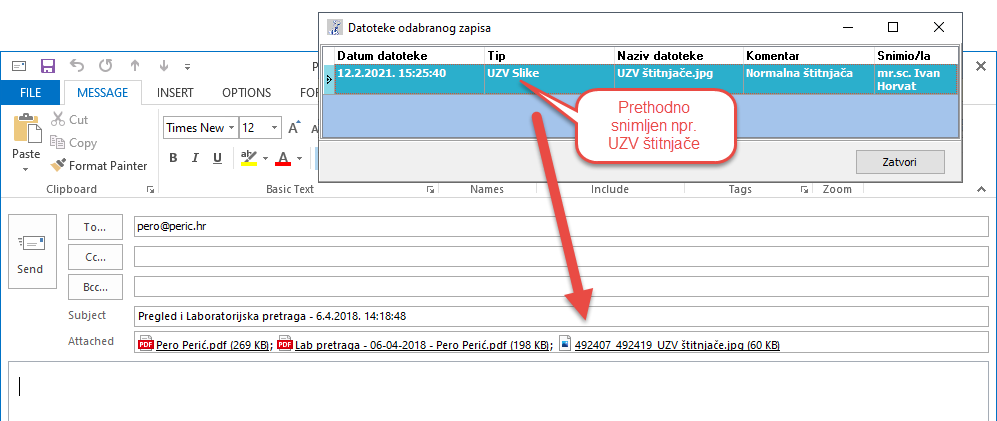 Datoteke odabranog zapisa
Datum datoteke Tip Naziv datoteke Komentar Snimio/la
12.2.2021. 15:25:40 UZV Slike UZV štitnjače.jpg Normalna štitnjača mr.sc. Ivan
Horvat
Prethodno
snimljen npr.
UZV štitnjače
Zatvori
P
FILE MESSAGE INSERT OPTIONS FOR
Cut
Copy
Paste
Format Painter
Times New 12 A
B I U ab A
Clipboard Basic Text Names Include Tags Zoom
To... pero@peric.hr
Cc...
Send
Bcc...
Subject Pregled i Laboratorijska pretraga - 6.4.2018. 14:18:48
Attached PDF Pero Perić.pdf (269 KB); PDF Lab pretraga - 06-04-2018 - Pero Perić.pdf (198 KB); 492407_492419_UZV štitnjače.jpg (60 KB)